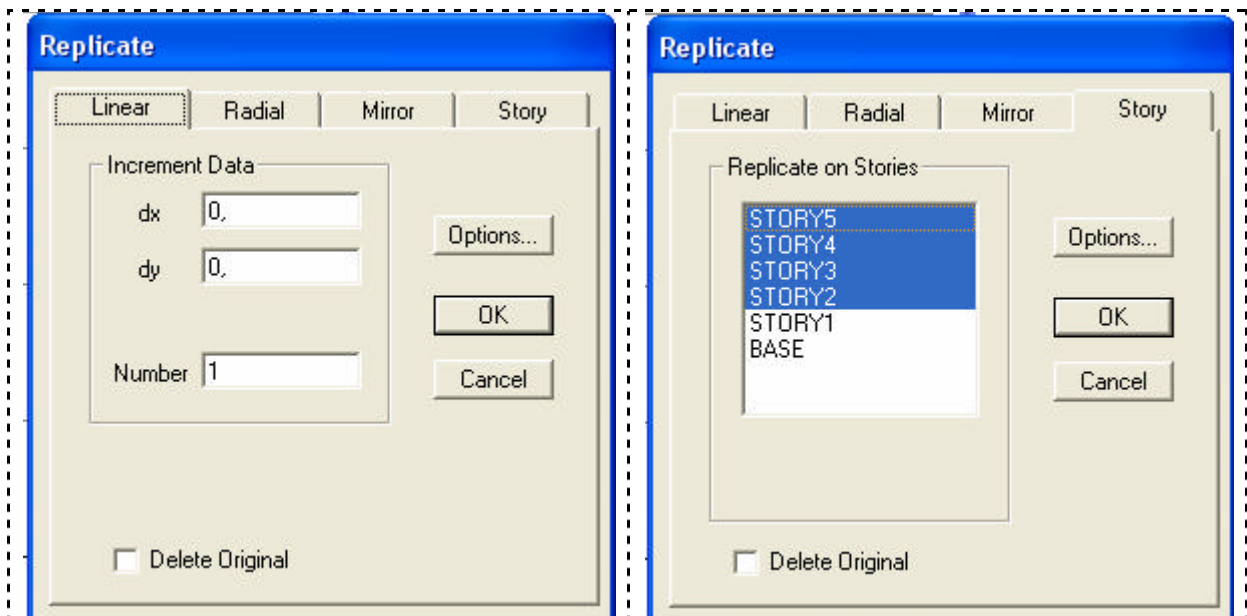 Replicate
Linear Radial Mirror Story
Increment Data
dx 0,
dy 0,
Number 1
Options...
OK
Cancel
Delete Original
Replicate
Linear Radial Mirror Story
Replicate on Stories
STORY5
STORY4
STORY3
STORY2
STORY1
BASE
Options...
OK
Cancel
Delete Original